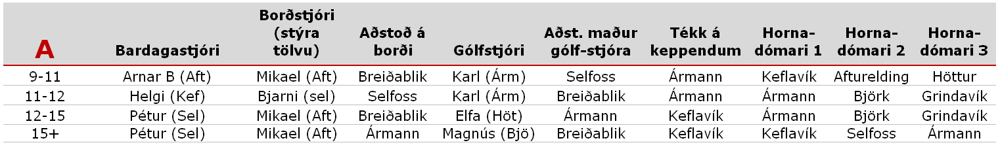 A Bardagastjóri Borðstjóri (stýra tölvu) Aðstoð á borði Gólfstjóri Aðst. maður gólf-stjóra Tékk á keppendum Horna-dómari 1 Horna-dómari 2 Horna-dómari 3
9-11 Arnar B (Aft) Mikael (Aft) Breiðablik Karl (Árm) Selfoss Ármann Keflavík Afturelding Höttur
11-12 Helgi (Kef) Bjarni (sel) Selfoss Karl (Árm) Breiðablik Ármann Ármann Björk Grindavík
12-15 Pétur (Sel) Mikael (Aft) Breiðablik Elfa (Höt) Ármann Keflavík Ármann Björk Grindavík
15+ Pétur (Sel) Mikael (Aft) Ármann Magnús (Bjö) Breiðablik Keflavík Keflavík Selfoss Ármann